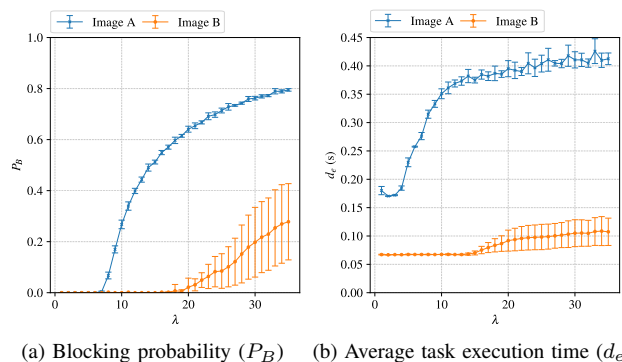 Image A Image B
1.0
0.8
0.6
0.4
0.2
0.0
P_B
0 10 20 30
λ
(a) Blocking probability (P_B)
Image A Image B
0.45
0.40
0.35
0.30
0.25
0.20
0.15
0.10
0.05
0.00
d_e (s)
0 10 20 30
λ
(b) Average task execution time (d_e